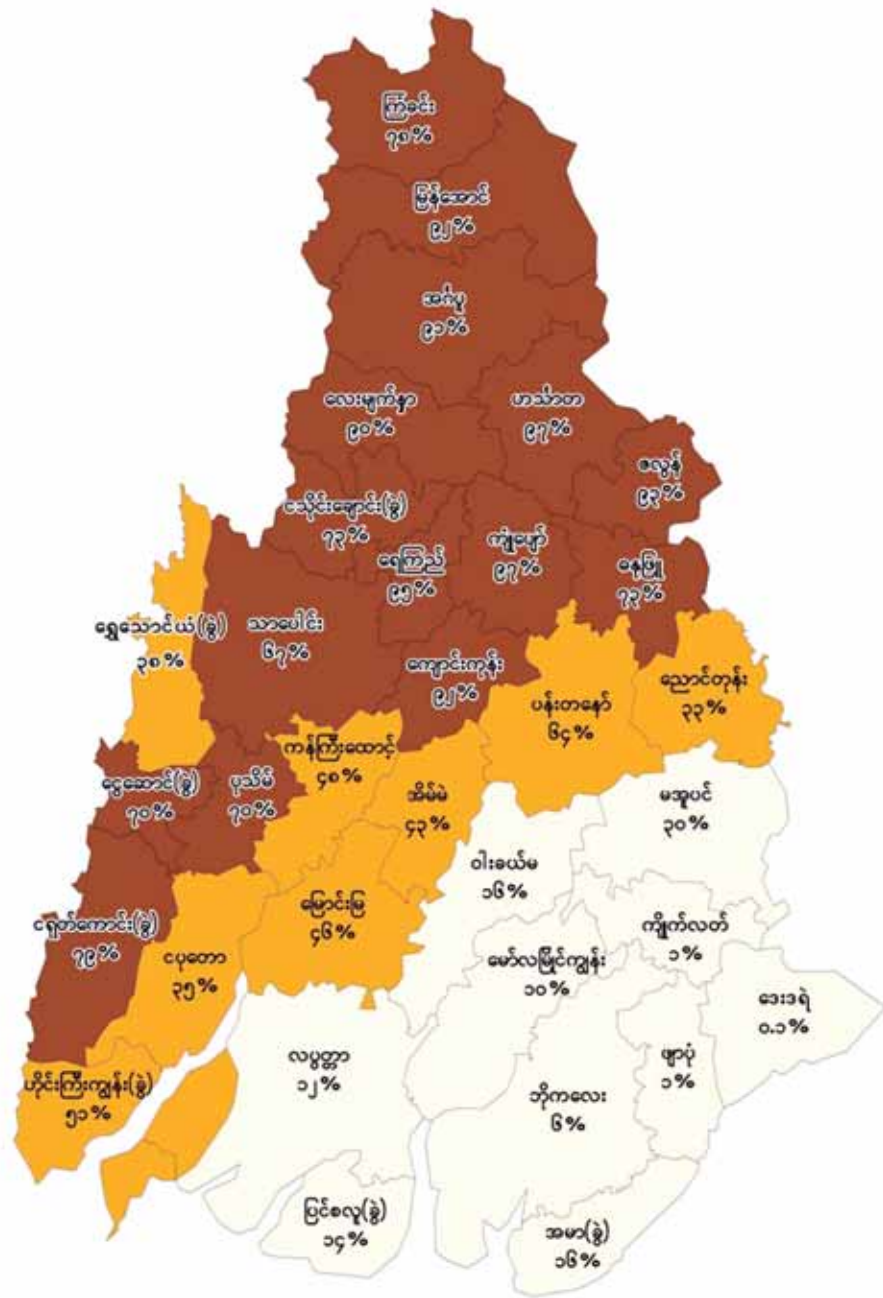 ကြံခင်း
၇၈%
မြန်အောင်
၉၂%
အင်္ဂပူ
၉၁%
လေးမျက်နှာ
၉၀%
ဟင်္သာတ
၉၇%
ဇလွန်
၉၃%
ငသိုင်းချောင်း(ခွဲ)
၇၃%
ရေကြည်
၉၅%
ကျုံပျော်
၉၇%
ဓနုဖြူ
၇၃%
ရွှေသောင်ယံ(ခွဲ)
၃၈%
သာပေါင်း
၆၇%
ကျောင်းကုန်း
၉၂%
ပန်းတနော်
၆၄%
ညောင်တုန်း
၃၃%
ငွေဆောင်(ခွဲ)
၇၀%
ပုသိမ်
၇၀%
ကန်ကြီးထောင့်
၄၈%
အိမ်မဲ
၄၃%
မအူပင်
၃၀%
ဝါးခယ်မ
၁၆%
ငရုတ်ကောင်း(ခွဲ)
၇၉%
ငပုတော
၃၅%
မြောင်းမြ
၄၆%
မော်လမြိုင်ကျွန်း
၁၀%
ကျိုက်လတ်
၁%
ဒေးဒရဲ
၀.၁%
ဟိုင်းကြီးကျွန်း(ခွဲ)
၅၁%
လပွတ္တာ
၁၂%
ဘိုကလေး
၆%
ဖျာပုံ
၁%
ပြင်စလူ(ခွဲ)
၁၄%
အမာ(ခွဲ)
၁၆%